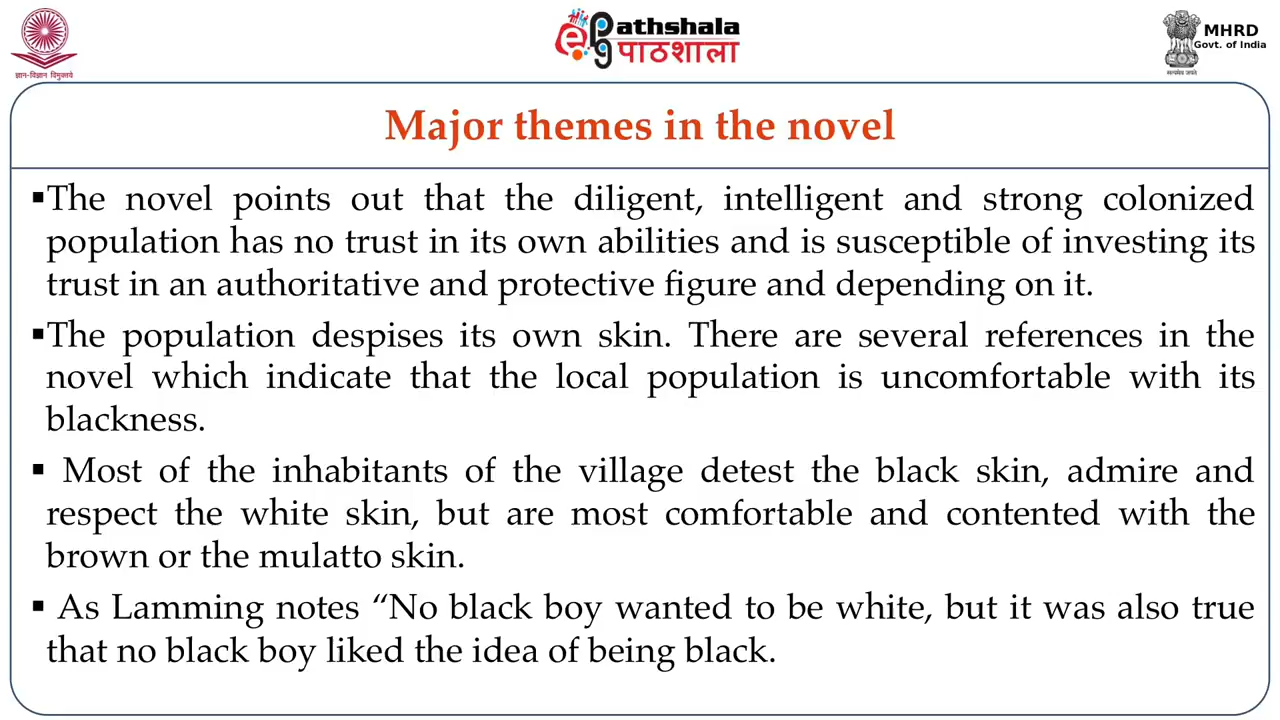 ज्ञान-विज्ञान विमुक्तये
ePathshala
पाठशाला
MHRD
Govt. of India
सत्यमेव जयते
Major themes in the novel
▪The novel points out that the diligent, intelligent and strong colonized
population has no trust in its own abilities and is susceptible of investing its
trust in an authoritative and protective figure and depending on it.
▪The population despises its own skin. There are several references in the
novel which indicate that the local population is uncomfortable with its
blackness.
▪ Most of the inhabitants of the village detest the black skin, admire and
respect the white skin, but are most comfortable and contented with the
brown or the mulatto skin.
▪ As Lamming notes “No black boy wanted to be white, but it was also true
that no black boy liked the idea of being black.